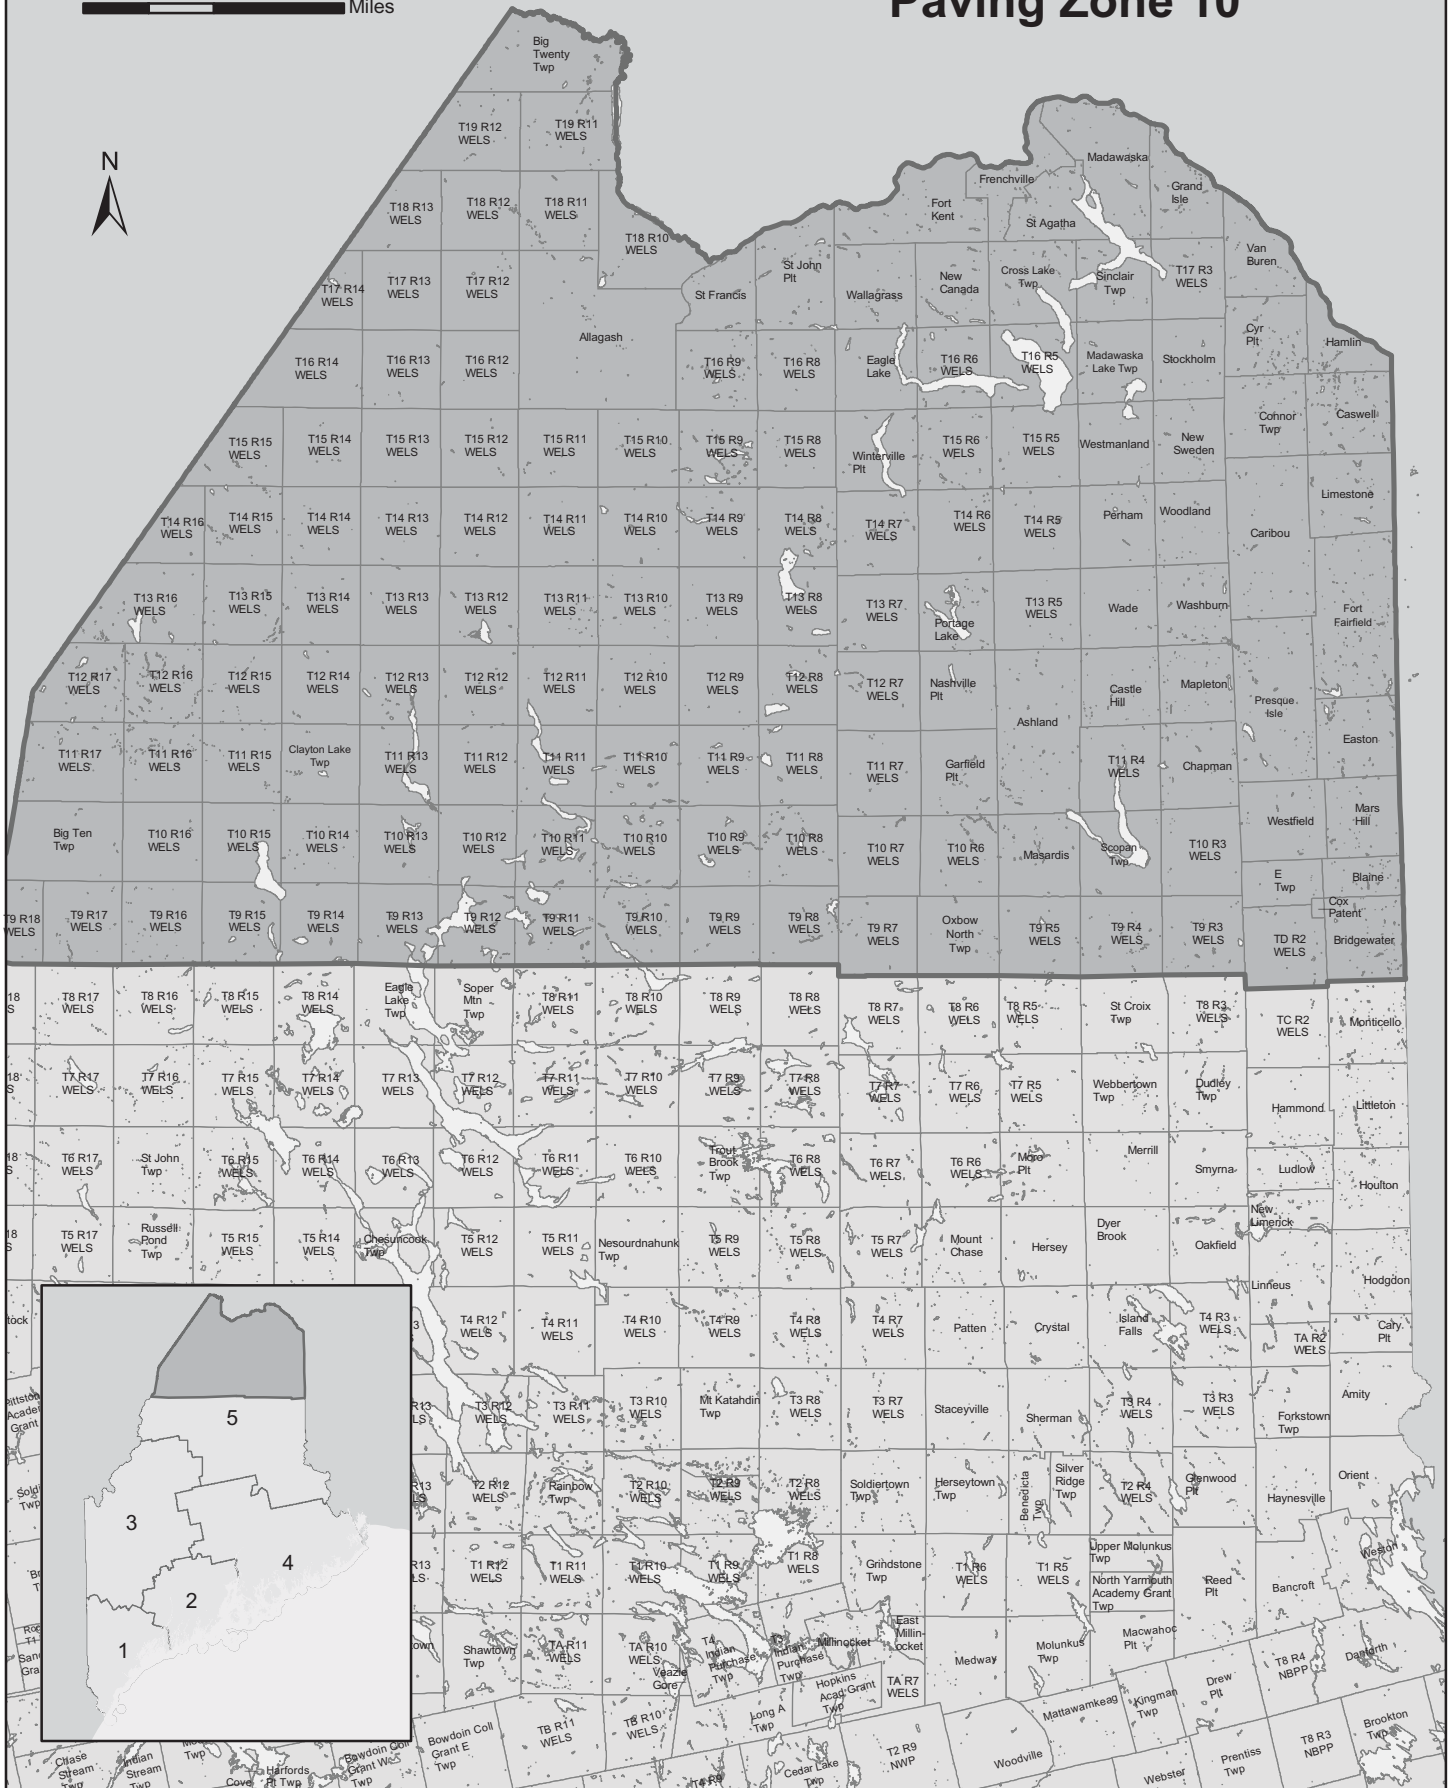 Paving Zone 10
Miles
N
Big
Twenty
Twp
T19 R12
WELS
T19 R11
WELS
T18 R13
WELS
T18 R12
WELS
T18 R11
WELS
T18 R10
WELS
Madawaska
Frenchville
Grand
Isle
Fort
Kent
St Agatha
Van
Buren
T17 R14
WELS
T17 R13
WELS
T17 R12
WELS
Allagash
St Francis
St John
Plt
Wallagrass
New
Canada
Cross Lake
Twp
Sinclair
Twp
T17 R3
WELS
Cyr
Plt
Hamlin
T16 R14
WELS
T16 R13
WELS
T16 R12
WELS
T16 R9
WELS
T16 R8
WELS
Eagle
Lake
T16 R6
WELS
T16 R5
WELS
Madawaska
Lake Twp
Stockholm
Connor
Twp
Caswell
T15 R15
WELS
T15 R14
WELS
T15 R13
WELS
T15 R12
WELS
T15 R11
WELS
T15 R10
WELS
T15 R9
WELS
T15 R8
WELS
Winterville
Plt
T15 R6
WELS
T15 R5
WELS
Westmanland
New
Sweden
Limestone
T14 R16
WELS
T14 R15
WELS
T14 R14
WELS
T14 R13
WELS
T14 R12
WELS
T14 R11
WELS
T14 R10
WELS
T14 R9
WELS
T14 R8
WELS
T14 R7
WELS
T14 R6
WELS
T14 R5
WELS
Perham
Woodland
Caribou
T13 R16
WELS
T13 R15
WELS
T13 R14
WELS
T13 R13
WELS
T13 R12
WELS
T13 R11
WELS
T13 R10
WELS
T13 R9
WELS
T13 R8
WELS
T13 R7
WELS
Portage
Lake
T13 R5
WELS
Wade
Washburn
Fort
Fairfield
T12 R17
WELS
T12 R16
WELS
T12 R15
WELS
T12 R14
WELS
T12 R13
WELS
T12 R12
WELS
T12 R11
WELS
T12 R10
WELS
T12 R9
WELS
T12 R8
WELS
T12 R7
WELS
Nashville
Plt
Ashland
Castle
Hill
Mapleton
Presque
Isle
Easton
T11 R17
WELS
T11 R16
WELS
T11 R15
WELS
Clayton Lake
Twp
T11 R13
WELS
T11 R12
WELS
T11 R11
WELS
T11 R10
WELS
T11 R9
WELS
T11 R8
WELS
T11 R7
WELS
Garfield
Plt
T11 R4
WELS
Chapman
Westfield
Mars
Hill
Big Ten
Twp
T10 R16
WELS
T10 R15
WELS
T10 R14
WELS
T10 R13
WELS
T10 R12
WELS
T10 R11
WELS
T10 R10
WELS
T10 R9
WELS
T10 R8
WELS
T10 R7
WELS
T10 R6
WELS
Masardis
Scopan
Twp
T10 R3
WELS
E
Twp
Blaine
Cox
Patent
T9 R18
WELS
T9 R17
WELS
T9 R16
WELS
T9 R15
WELS
T9 R14
WELS
T9 R13
WELS
T9 R12
WELS
T9 R11
WELS
T9 R10
WELS
T9 R9
WELS
T9 R8
WELS
T9 R7
WELS
Oxbow
North
Twp
T9 R5
WELS
T9 R4
WELS
T9 R3
WELS
TD R2
WELS
Bridgewater
18
S
T8 R17
WELS
T8 R16
WELS
T8 R15
WELS
T8 R14
WELS
Eagle
Lake
Twp
Soper
Mtn
Twp
T8 R11
WELS
T8 R10
WELS
T8 R9
WELS
T8 R8
WELS
T8 R7
WELS
T8 R6
WELS
T8 R5
WELS
St Croix
Twp
T8 R3
WELS
TC R2
WELS
Monticello
18
S
T7 R17
WELS
T7 R16
WELS
T7 R15
WELS
T7 R14
WELS
T7 R13
WELS
T7 R12
WELS
T7 R11
WELS
T7 R10
WELS
T7 R9
WELS
T7 R8
WELS
T7 R7
WELS
T7 R6
WELS
T7 R5
WELS
Webbertown
Twp
Dudley
Twp
Hammond
Littleton
18
S
T6 R17
WELS
St John
Twp
T6 R15
WELS
T6 R14
WELS
T6 R13
WELS
T6 R12
WELS
T6 R11
WELS
T6 R10
WELS
Trout
Brook
Twp
T6 R8
WELS
T6 R7
WELS
T6 R6
WELS
Moro
Plt
Merrill
Smyrna
Ludlow
Houlton
18
S
T5 R17
WELS
Russell
Pond
Twp
T5 R15
WELS
T5 R14
WELS
Chesuncook
Twp
T5 R12
WELS
T5 R11
WELS
Nesourdnahunk
Twp
T5 R9
WELS
T5 R8
WELS
T5 R7
WELS
Mount
Chase
Hersey
Dyer
Brook
Oakfield
New
Limerick
Linneus
Hodgdon
tock
3
S
T4 R12
WELS
T4 R11
WELS
T4 R10
WELS
T4 R9
WELS
T4 R8
WELS
T4 R7
WELS
Patten
Crystal
Island
Falls
T4 R3
WELS
TA R2
WELS
Cary
Plt
R13
LS
T3 R12
WELS
T3 R11
WELS
T3 R10
WELS
Mt Katahdin
Twp
T3 R8
WELS
T3 R7
WELS
Staceyville
Sherman
T3 R4
WELS
T3 R3
WELS
Forkstown
Twp
Amity
R13
LS
T2 R12
WELS
Rainbow
Twp
T2 R10
WELS
T2 R9
WELS
T2 R8
WELS
Soldiertown
Twp
Herseytown
Twp
Benedicta
Twp
Silver
Ridge
Twp
T2 R4
WELS
Glenwood
Plt
Haynesville
Orient
R13
LS
T1 R12
WELS
T1 R11
WELS
T1 R10
WELS
T1 R9
WELS
T1 R8
WELS
Grindstone
Twp
T1 R6
WELS
T1 R5
WELS
Upper Molunkus
Twp
North Yarmouth
Academy Grant
Twp
Reed
Plt
Bancroft
Weston
own
Shawtown
Twp
TA R11
WELS
TA R10
WELS
Veazie
Gore
T4
Indian
Purchase
Twp
T3
Indian
Purchase
Twp
Millinocket
East
Millin-
ocket
Hopkins
Acad Grant
Twp
TA R7
WELS
Medway
Molunkus
Twp
Macwahoc
Plt
Drew
Plt
T8 R4
NBPP
Danforth
Bowdoin Col
Grant W
Twp
Bowdoin Coll
Grant E
Twp
TB R11
WELS
TB R10
WELS
Long A
Twp
T4 R9
Cedar Lake
Twp
T2 R9
NWP
Woodville
Mattawamkeag
Kingman
Twp
Webster
Prentiss
Twp
T8 R3
NBPP
Brookton
Twp
Chase
Stream
Twp
Indian
Stream
Twp
Twp
Cove
Harfords
Pt Twp
5
3
4
2
1